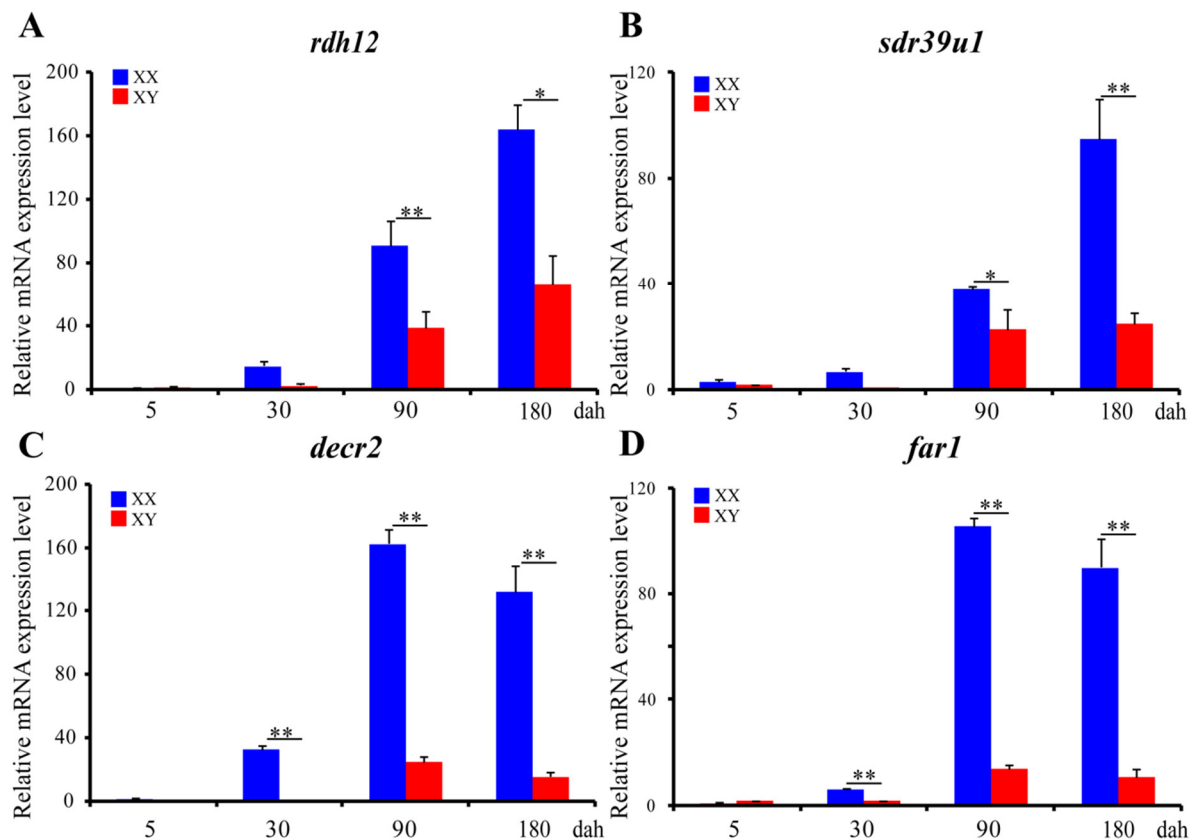 A
rdh12
Relative mRNA expression level
200
160
120
80
40
0
XX
XY
**
*
5 30 90 180 dah
B
sdr39u1
Relative mRNA expression level
120
80
40
0
XX
XY
*
**
5 30 90 180 dah
C
decr2
Relative mRNA expression level
200
160
120
80
40
0
XX
XY
**
**
**
5 30 90 180 dah
D
far1
Relative mRNA expression level
120
80
40
0
XX
XY
**
**
**
5 30 90 180 dah